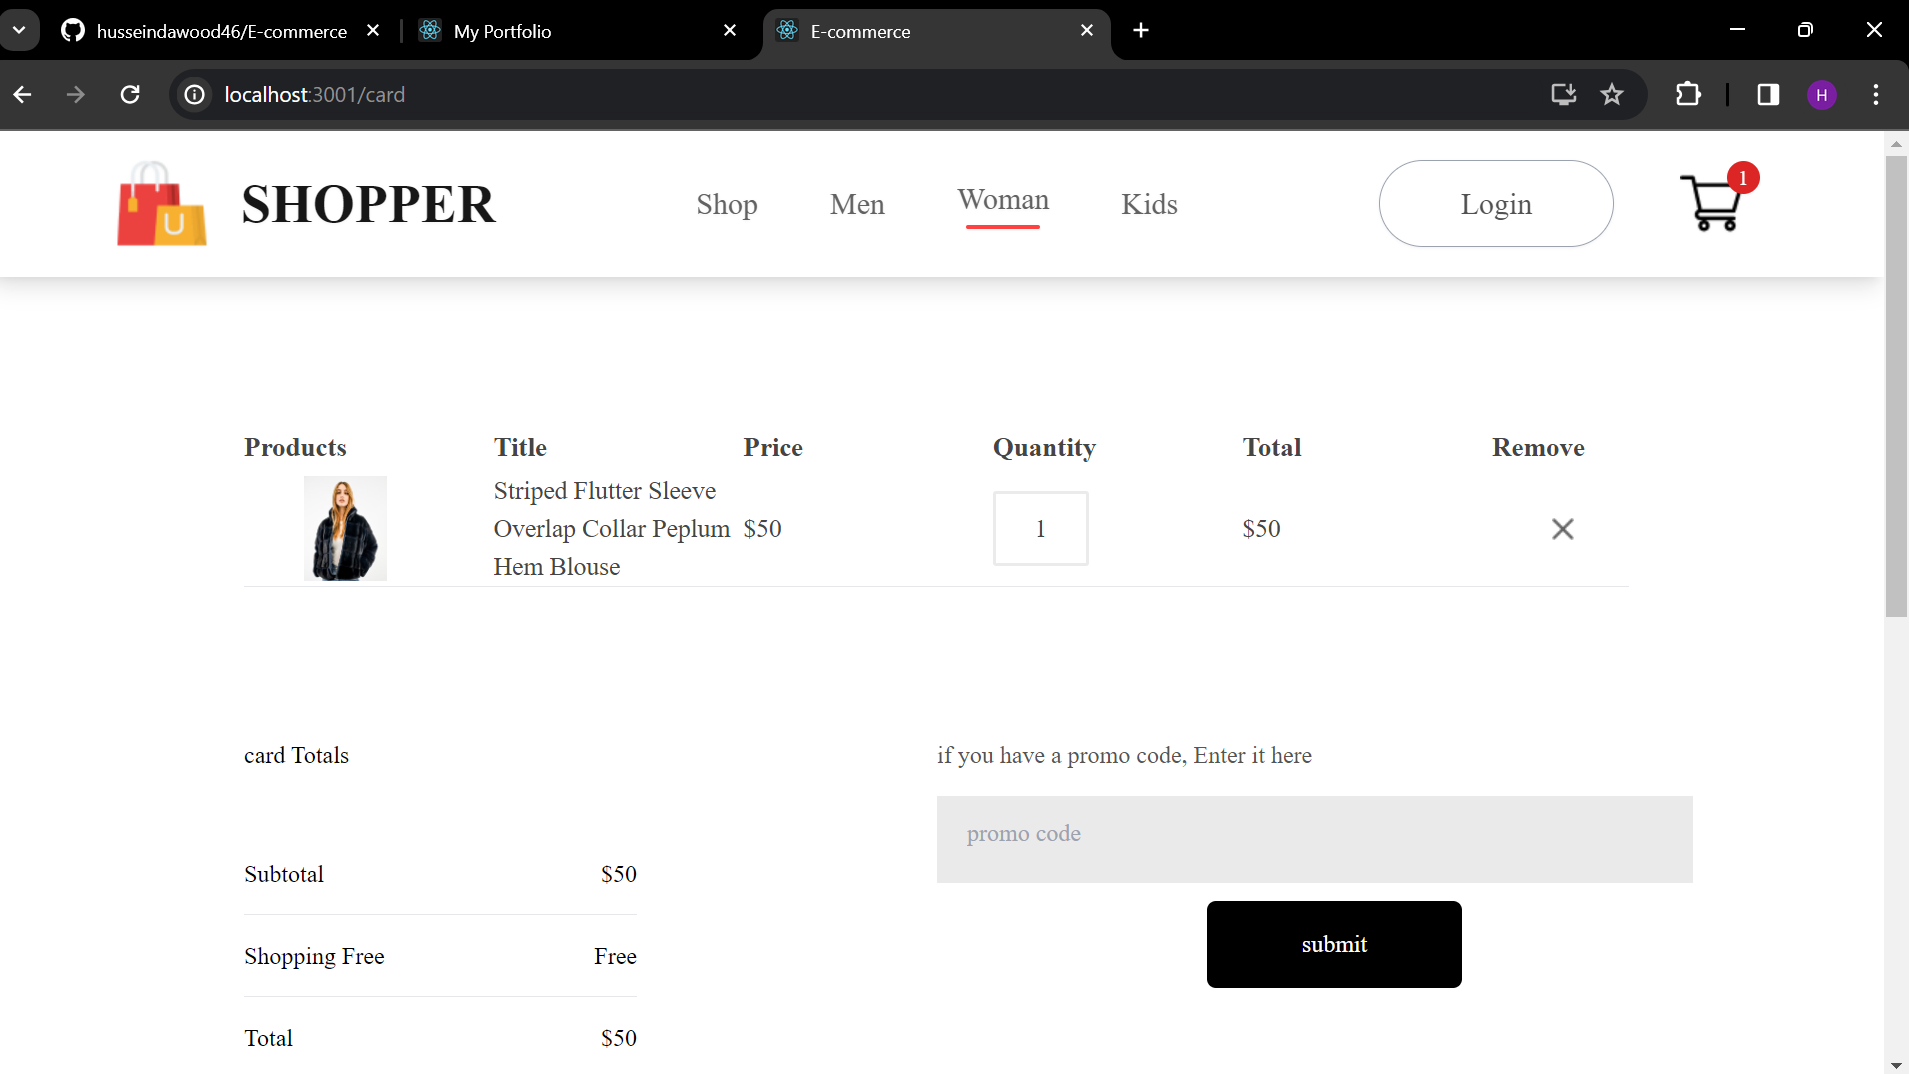 husseindawood46/E-commerce
My Portfolio
E-commerce
localhost:3001/card
H
U
SHOPPER
Shop
Men
Woman
Kids
Login
1
Products
Title
Price
Quantity
Total
Remove
Striped Flutter Sleeve
Overlap Collar Peplum
Hem Blouse
$50
1
$50
card Totals
Subtotal
$50
Shopping Free
Free
Total
$50
if you have a promo code, Enter it here
promo code
submit